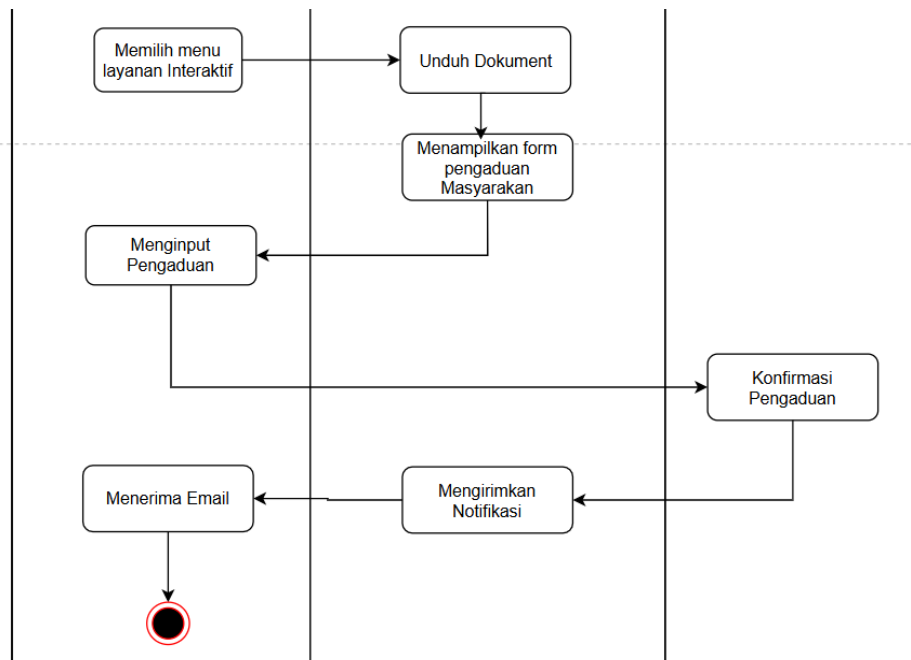 Memilih menu
layanan Interaktif
Unduh Dokument
Menampilkan form
pengaduan
Masyarakan
Menginput
Pengaduan
Konfirmasi
Pengaduan
Menerima Email
Mengirimkan
Notifikasi